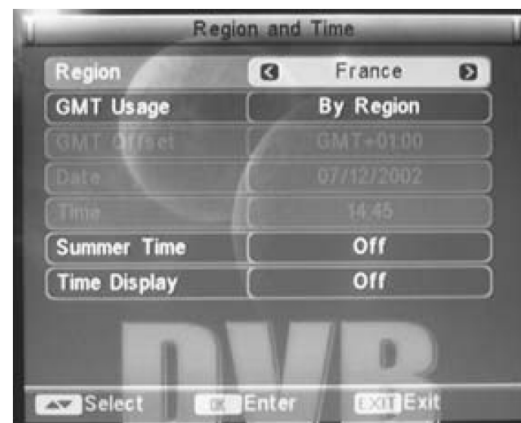 Region and Time
Region France
GMT Usage By Region
GMT Offset GMT+01:00
Date 07/12/2002
Time 14:45
Summer Time Off
Time Display Off
DVB
Select OK Enter EXIT Exit